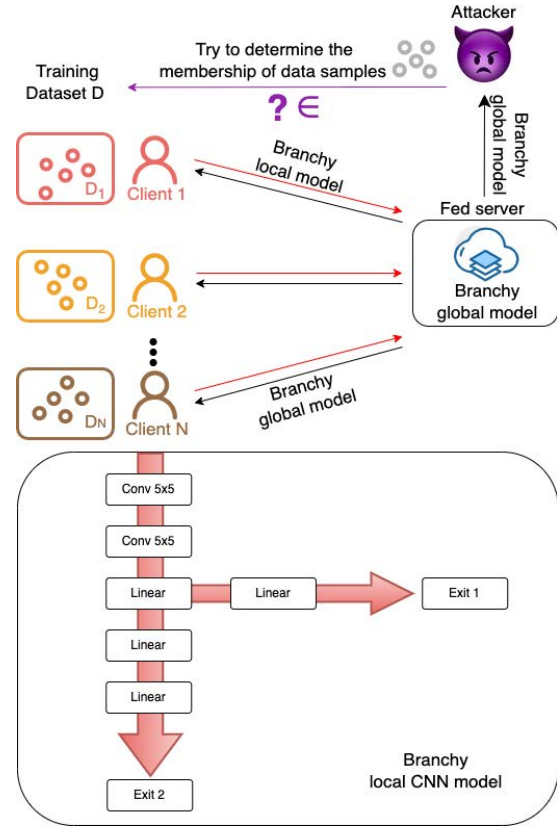 Attacker
Try to determine the
membership of data samples
Training
Dataset D
? ∈
Branchy
global model
D1
Client 1
Branchy
local model
Fed server
Branchy
global model
D2
Client 2
DN
Client N
Branchy
global model
Conv 5x5
Conv 5x5
Linear
Linear
Exit 1
Linear
Linear
Exit 2
Branchy
local CNN model